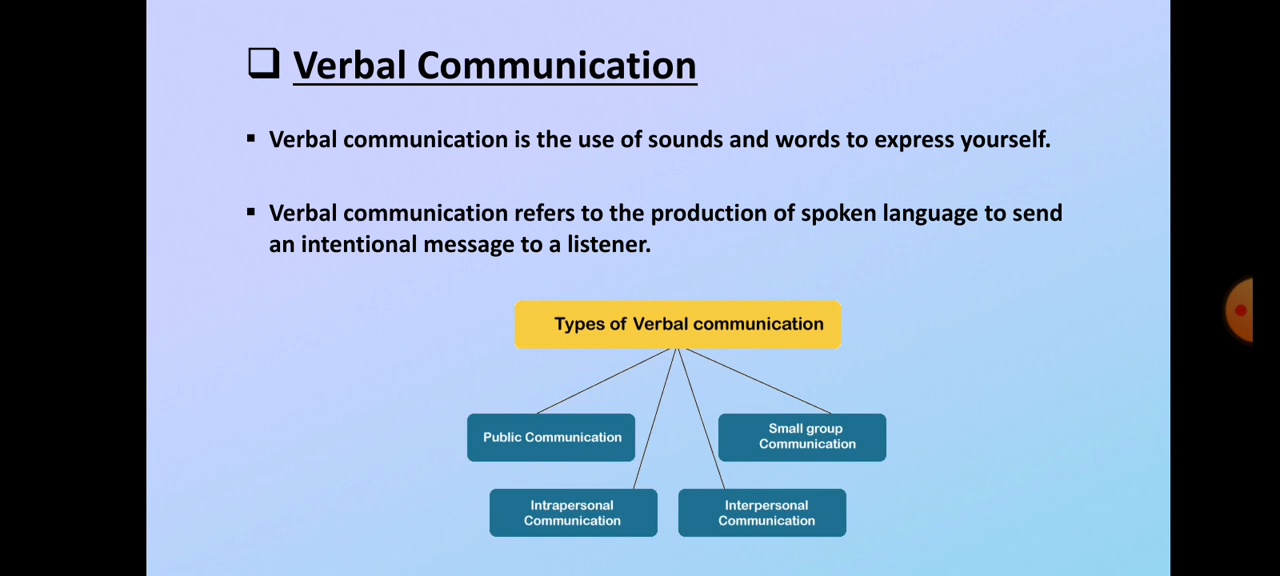 Verbal Communication
Verbal communication is the use of sounds and words to express yourself.
Verbal communication refers to the production of spoken language to send
an intentional message to a listener.
Types of Verbal communication
Public Communication
Small group
Communication
Intrapersonal
Communication
Interpersonal
Communication